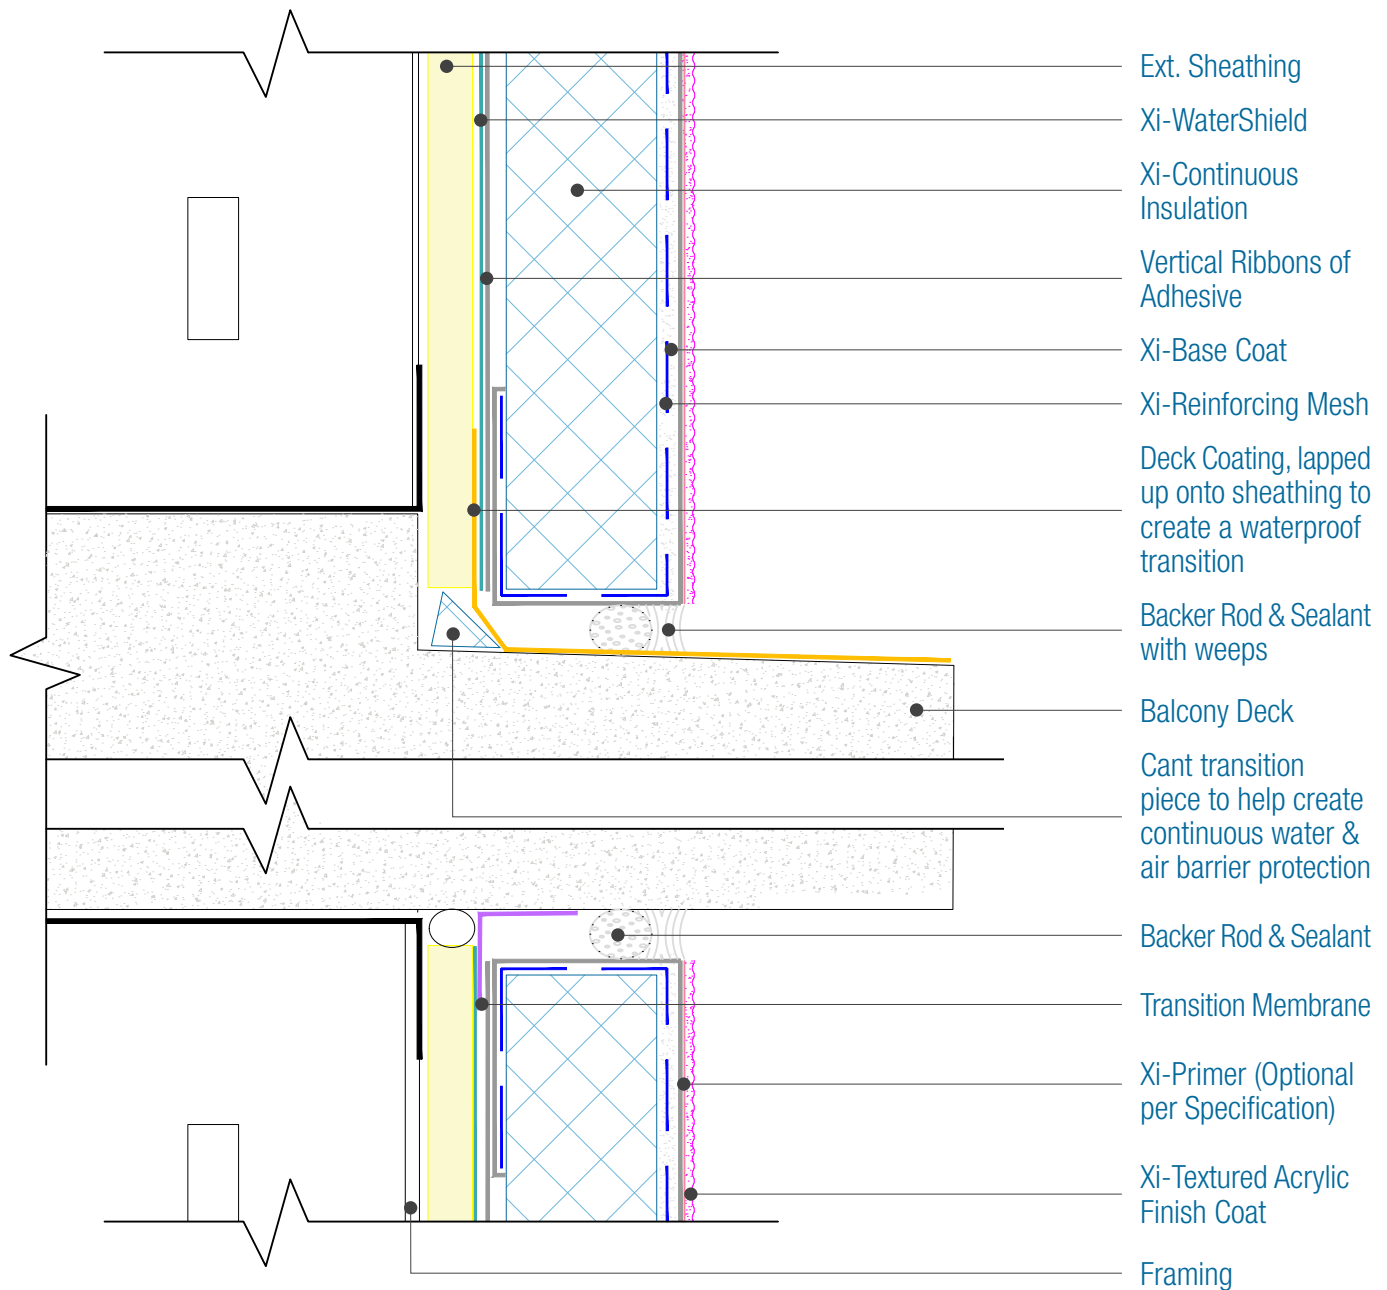 Ext. Sheathing
Xi-WaterShield
Xi-Continuous
Insulation
Vertical Ribbons of
Adhesive
Xi-Base Coat
Xi-Reinforcing Mesh
Deck Coating, lapped
up onto sheathing to
create a waterproof
transition
Backer Rod & Sealant
with weeps
Balcony Deck
Cant transition
piece to help create
continuous water &
air barrier protection
Backer Rod & Sealant
Transition Membrane
Xi-Primer (Optional
per Specification)
Xi-Textured Acrylic
Finish Coat
Framing